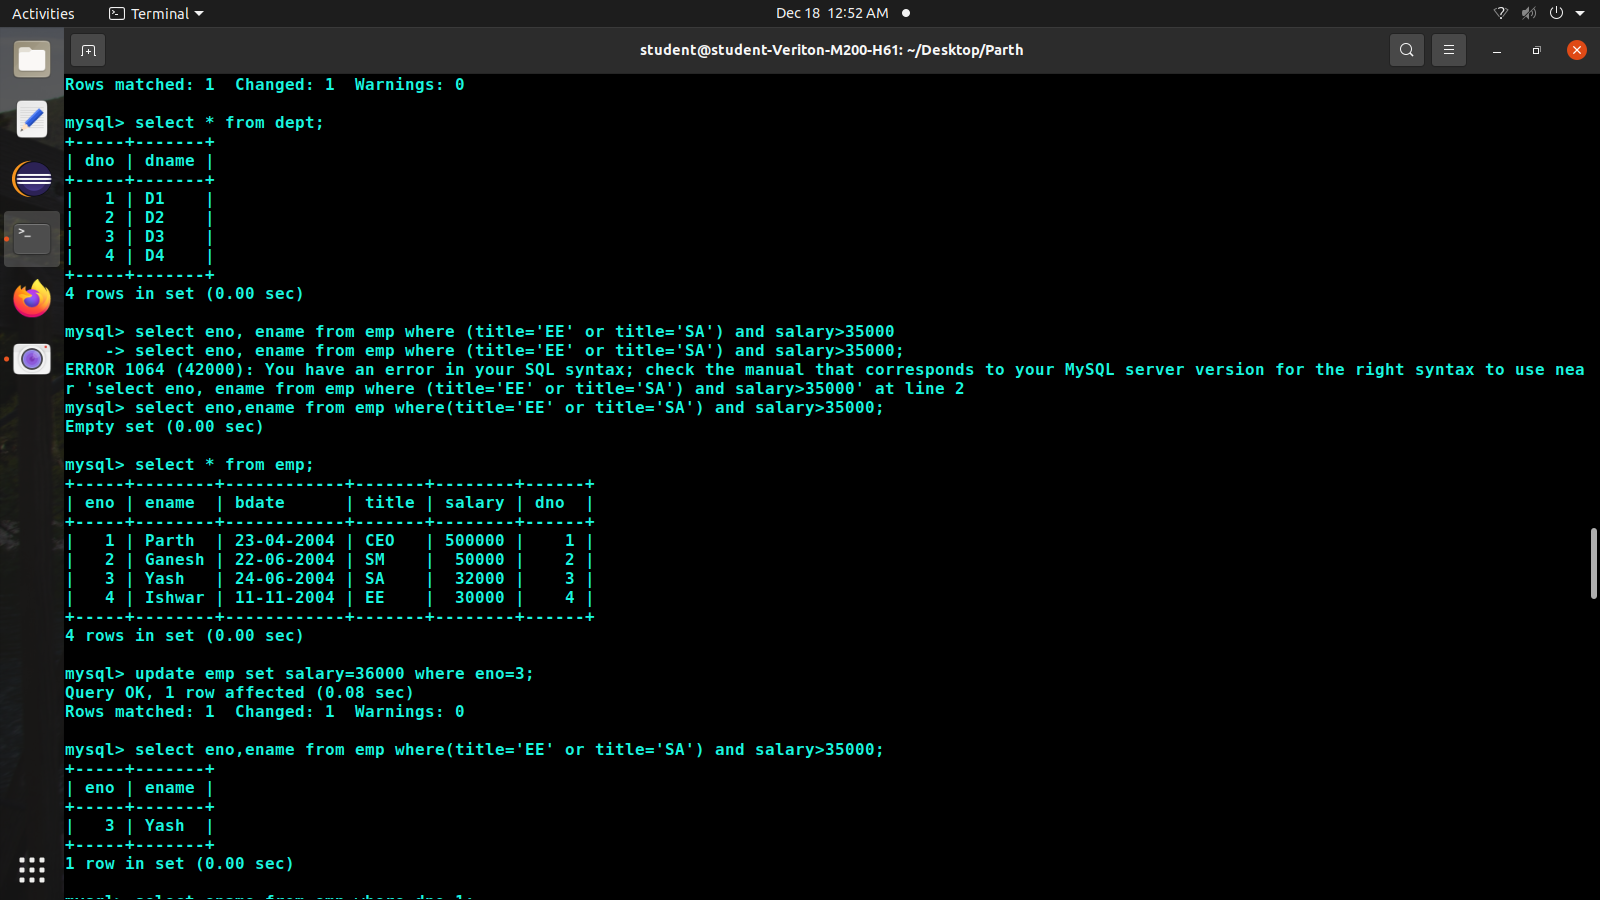 Activities Terminal Dec 18 12:52 AM
student@student-Veriton-M200-H61: ~/Desktop/Parth
Rows matched: 1  Changed: 1  Warnings: 0
mysql> select * from dept;
+-----+-------+
| dno | dname |
+-----+-------+
|   1 | D1    |
|   2 | D2    |
|   3 | D3    |
|   4 | D4    |
+-----+-------+
4 rows in set (0.00 sec)
mysql> select eno, ename from emp where (title='EE' or title='SA') and salary>35000
    -> select eno, ename from emp where (title='EE' or title='SA') and salary>35000;
ERROR 1064 (42000): You have an error in your SQL syntax; check the manual that corresponds to your MySQL server version for the right syntax to use nea
r 'select eno, ename from emp where (title='EE' or title='SA') and salary>35000' at line 2
mysql> select eno,ename from emp where(title='EE' or title='SA') and salary>35000;
Empty set (0.00 sec)
mysql> select * from emp;
+-----+--------+------------+-------+--------+------+
| eno | ename  | bdate      | title | salary | dno  |
+-----+--------+------------+-------+--------+------+
|   1 | Parth  | 23-04-2004 | CEO   | 500000 |    1 |
|   2 | Ganesh | 22-06-2004 | SM    |  50000 |    2 |
|   3 | Yash   | 24-06-2004 | SA    |  32000 |    3 |
|   4 | Ishwar | 11-11-2004 | EE    |  30000 |    4 |
+-----+--------+------------+-------+--------+------+
4 rows in set (0.00 sec)
mysql> update emp set salary=36000 where eno=3;
Query OK, 1 row affected (0.08 sec)
Rows matched: 1  Changed: 1  Warnings: 0
mysql> select eno,ename from emp where(title='EE' or title='SA') and salary>35000;
+-----+-------+
| eno | ename |
+-----+-------+
|   3 | Yash  |
+-----+-------+
1 row in set (0.00 sec)
mysql> select ename from emp where dno=1;